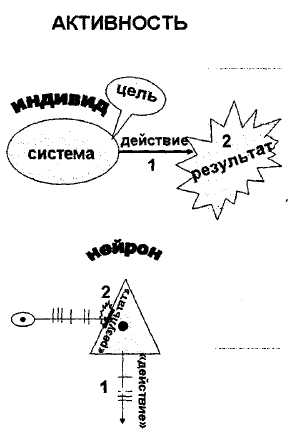 АКТИВНОСТЬ
индивид
цель
система
действие
1
2
результат
нейрон
2
«результат»
1
«действие»